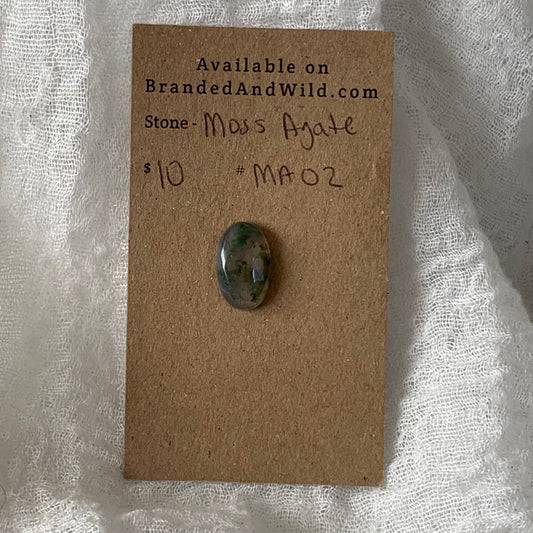 Available on
BrandedAndWild.com
Stone - Moss Agate
$10 # MA02